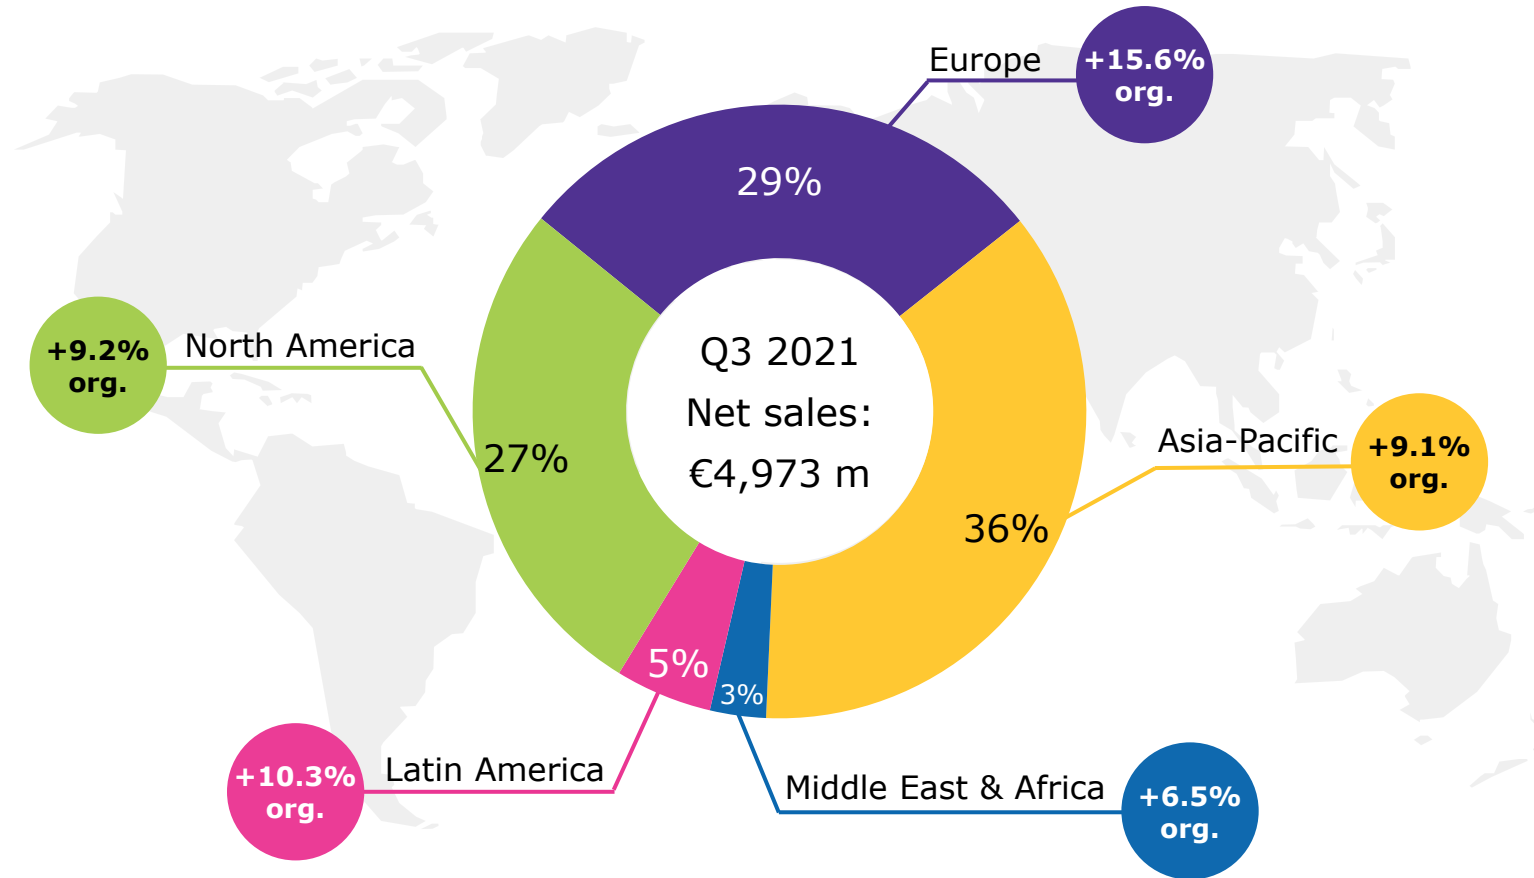 Europe
+15.6%
org.
29%
+9.2%
org.
North America
27%
Q3 2021
Net sales:
€4,973 m
Asia-Pacific
+9.1%
org.
36%
5%
3%
+10.3%
org.
Latin America
Middle East & Africa
+6.5%
org.